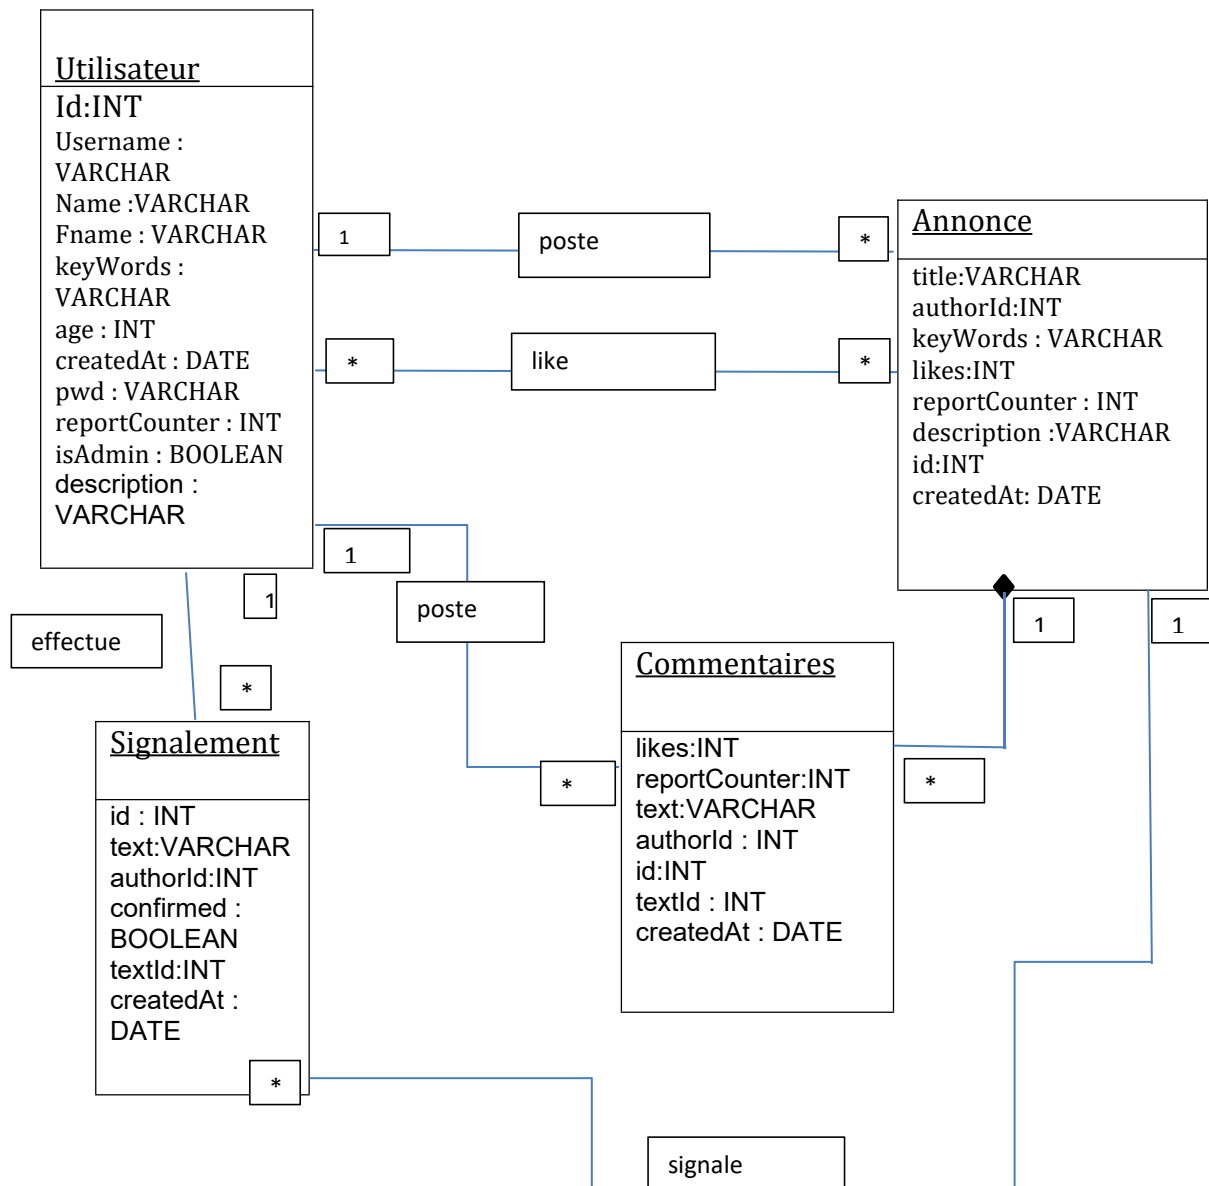 Utilisateur
Id:INT
Username :
VARCHAR
Name :VARCHAR
Fname : VARCHAR
keyWords :
VARCHAR
age : INT
createdAt : DATE
pwd : VARCHAR
reportCounter : INT
isAdmin : BOOLEAN
description :
VARCHAR
1
poste
*
*
like
*
Annonce
title:VARCHAR
authorId:INT
keyWords : VARCHAR
likes:INT
reportCounter : INT
description :VARCHAR
id:INT
createdAt: DATE
1
poste
*
1
effectue
*
1
1
Commentaires
likes:INT
reportCounter:INT
text:VARCHAR
authorId : INT
id:INT
textId : INT
createdAt : DATE
*
Signalement
id : INT
text:VARCHAR
authorId:INT
confirmed :
BOOLEAN
textId:INT
createdAt :
DATE
*
signale